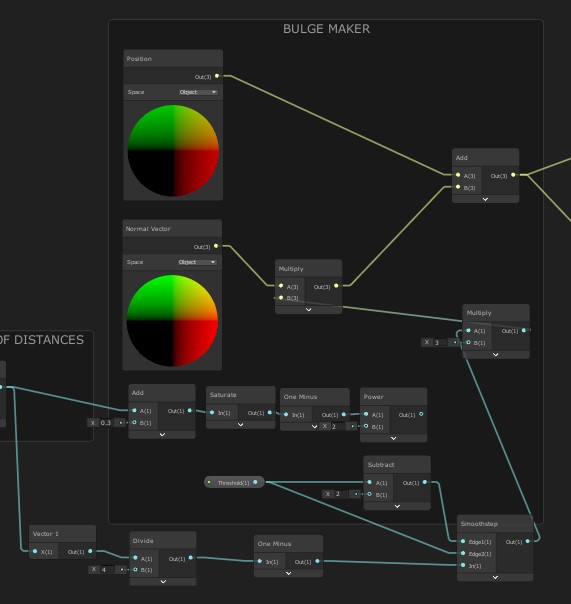 BULGE MAKER
Position
Out(3)
Space Object
Add
A(3) Out(3)
B(3)
Normal Vector
Out(3)
Space Object
Multiply
A(3) Out(3)
B(3)
Multiply
A(1) Out(1)
X 3 B(1)
OF DISTANCES
Add
A(1) Out(1)
X 0.3 B(1)
Saturate
In(1) Out(1)
One Minus
In(1) Out(1)
Power
A(1) Out(1)
X 2 B(1)
Subtract
Threshold(1)
A(1) Out(1)
X 2 B(1)
Smoothstep
Edge1(1) Out(1)
Edge2(1)
In(1)
Vector 1
X(1) Out(1)
Divide
A(1) Out(1)
X 4 B(1)
One Minus
In(1) Out(1)